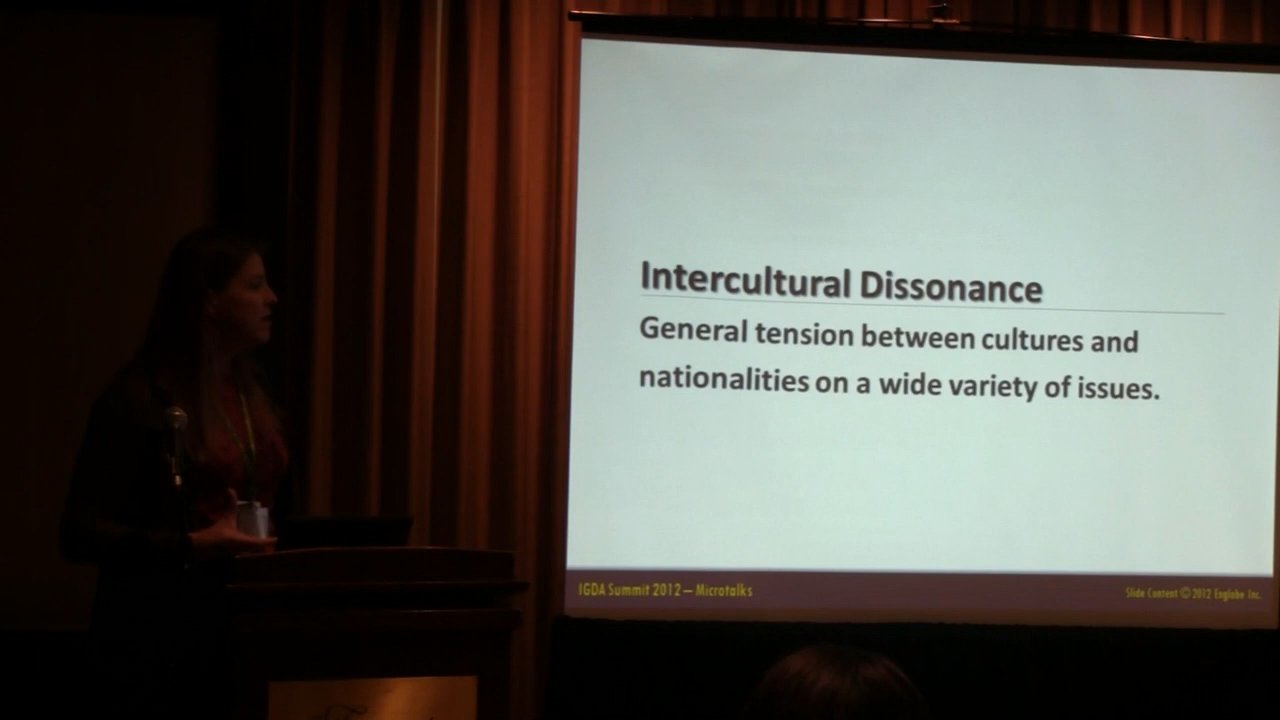 Intercultural Dissonance
General tension between cultures and
nationalities on a wide variety of issues.
IGDA Summit 2012 – Microtalks
Slide Content © 2012 Englobe Inc.